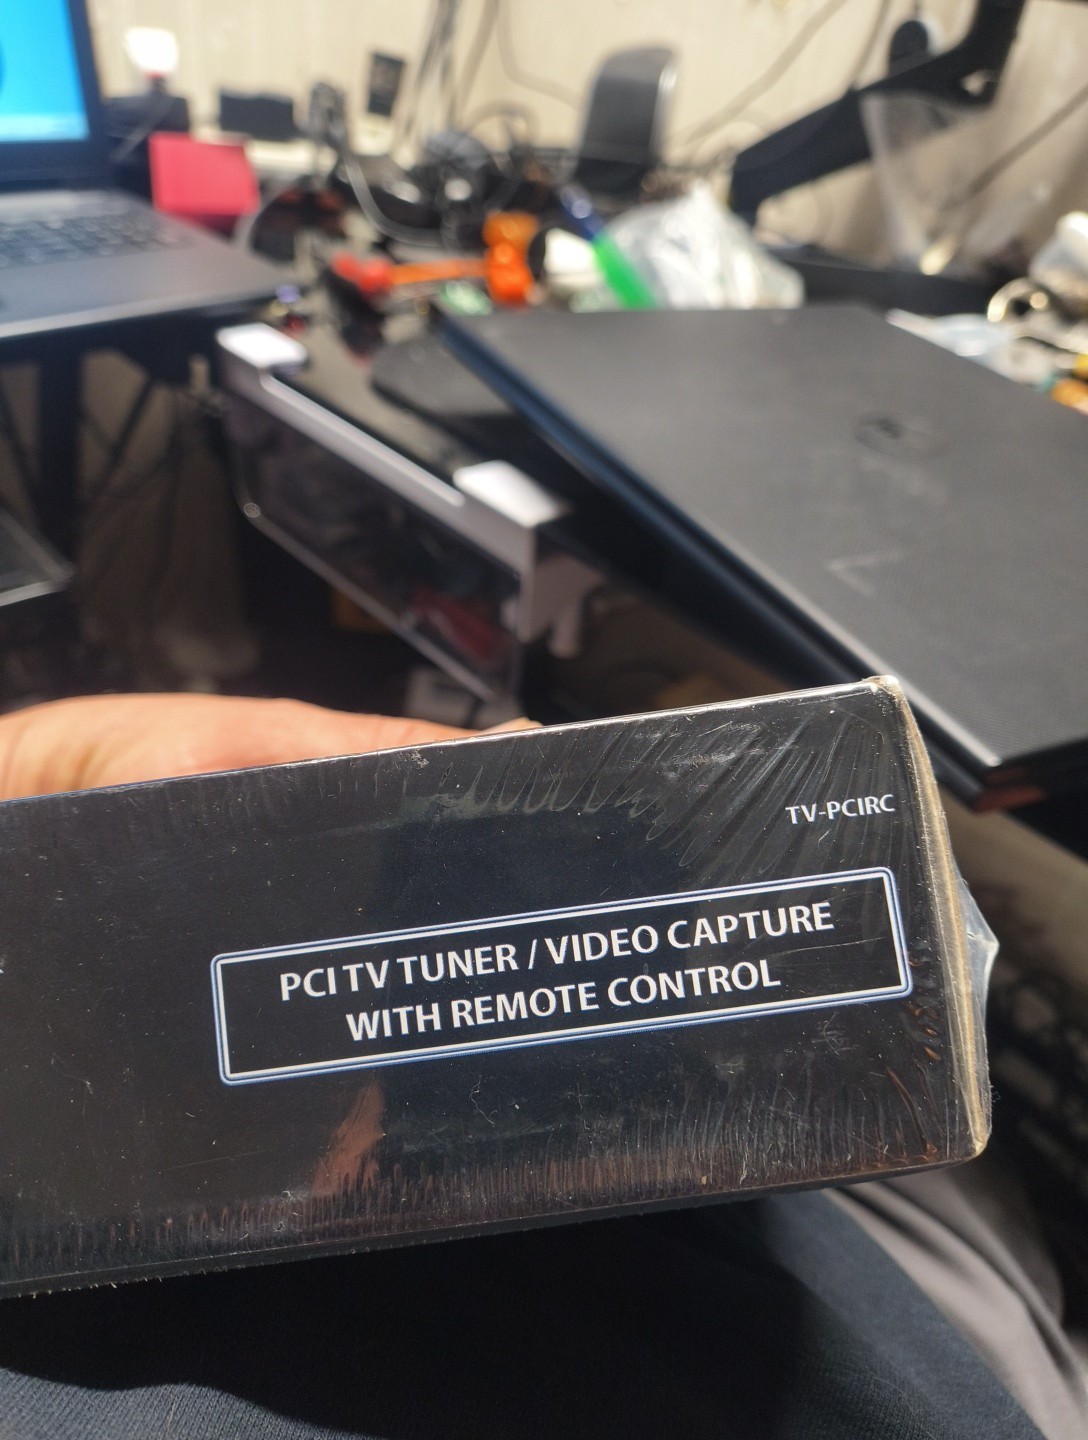 TV-PCIRC
PCI TV TUNER / VIDEO CAPTURE
WITH REMOTE CONTROL